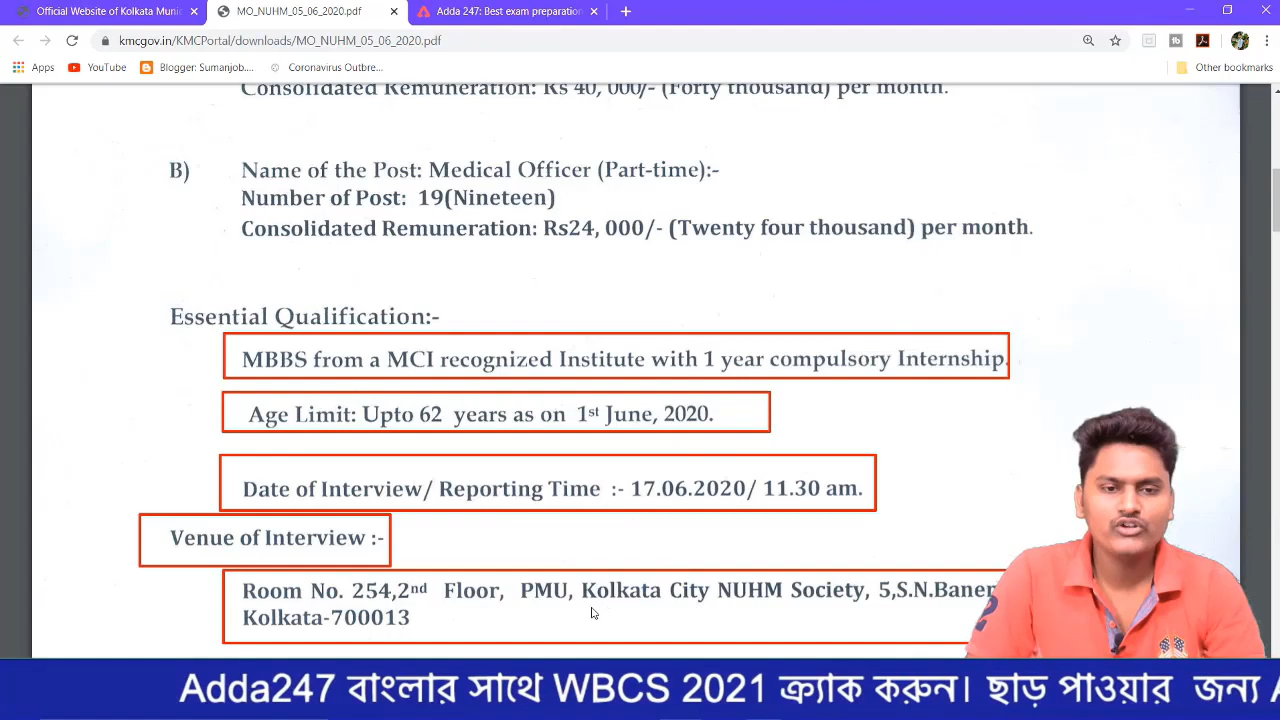 Official Website of Kolkata Muni
MO_NUHM_05_06_2020.pdf
Adda 247: Best exam preparation
kmcgov.in/KMCPortal/downloads/MO_NUHM_05_06_2020.pdf
Apps
YouTube
Blogger: Sumanjob....
Coronavirus Outbre...
Other bookmarks
Consolidated Remuneration: Rs 40, 000/- (Forty thousand) per month.
B) Name of the Post: Medical Officer (Part-time):-
Number of Post: 19(Nineteen)
Consolidated Remuneration: Rs24, 000/- (Twenty four thousand) per month.
Essential Qualification:-
MBBS from a MCI recognized Institute with 1 year compulsory Internship.
Age Limit: Upto 62 years as on 1st June, 2020.
Date of Interview/ Reporting Time :- 17.06.2020/ 11.30 am.
Venue of Interview :-
Room No. 254,2nd Floor, PMU, Kolkata City NUHM Society, 5,S.N.Baner
Kolkata-700013
2
Adda247 বাংলার সাথে WBCS 2021 ক্র্যাক করুন। ছাড় পাওয়ার জন্য A